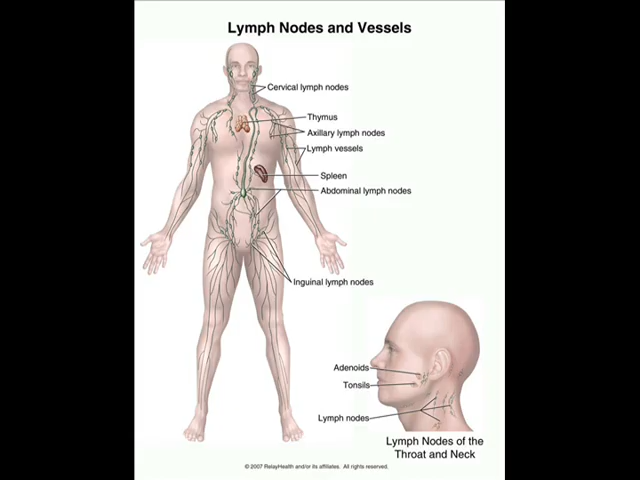 Lymph Nodes and Vessels
Cervical lymph nodes
Thymus
Axillary lymph nodes
Lymph vessels
Spleen
Abdominal lymph nodes
Inguinal lymph nodes
Adenoids
Tonsils
Lymph nodes
Lymph Nodes of the
Throat and Neck
© 2007 RelayHealth and/or its affiliates. All rights reserved.